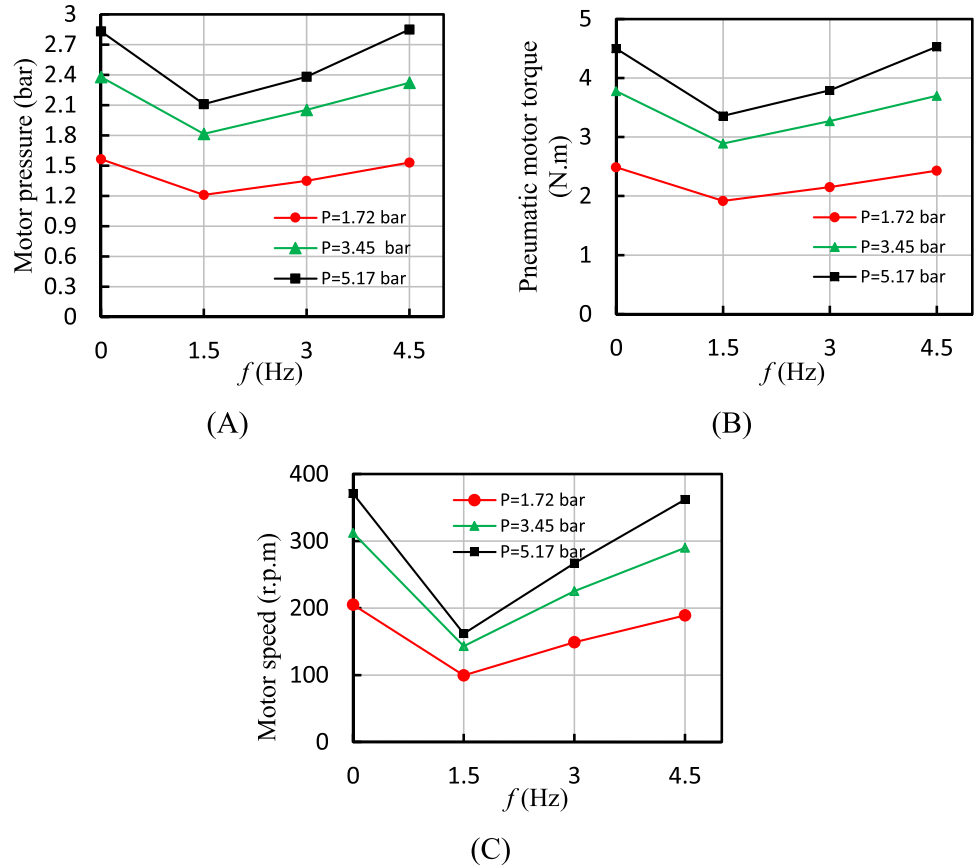 Motor pressure (bar)
3
2.7
2.4
2.1
1.8
1.5
1.2
0.9
0.6
0.3
0
P=1.72 bar
P=3.45 bar
P=5.17 bar
0 1.5 3 4.5
f (Hz)
(A)
Pneumatic motor torque
(N.m)
5
4
3
2
1
0
P=1.72 bar
P=3.45 bar
P=5.17 bar
0 1.5 3 4.5
f (Hz)
(B)
Motor speed (r.p.m)
400
300
200
100
0
P=1.72 bar
P=3.45 bar
P=5.17 bar
0 1.5 3 4.5
f (Hz)
(C)